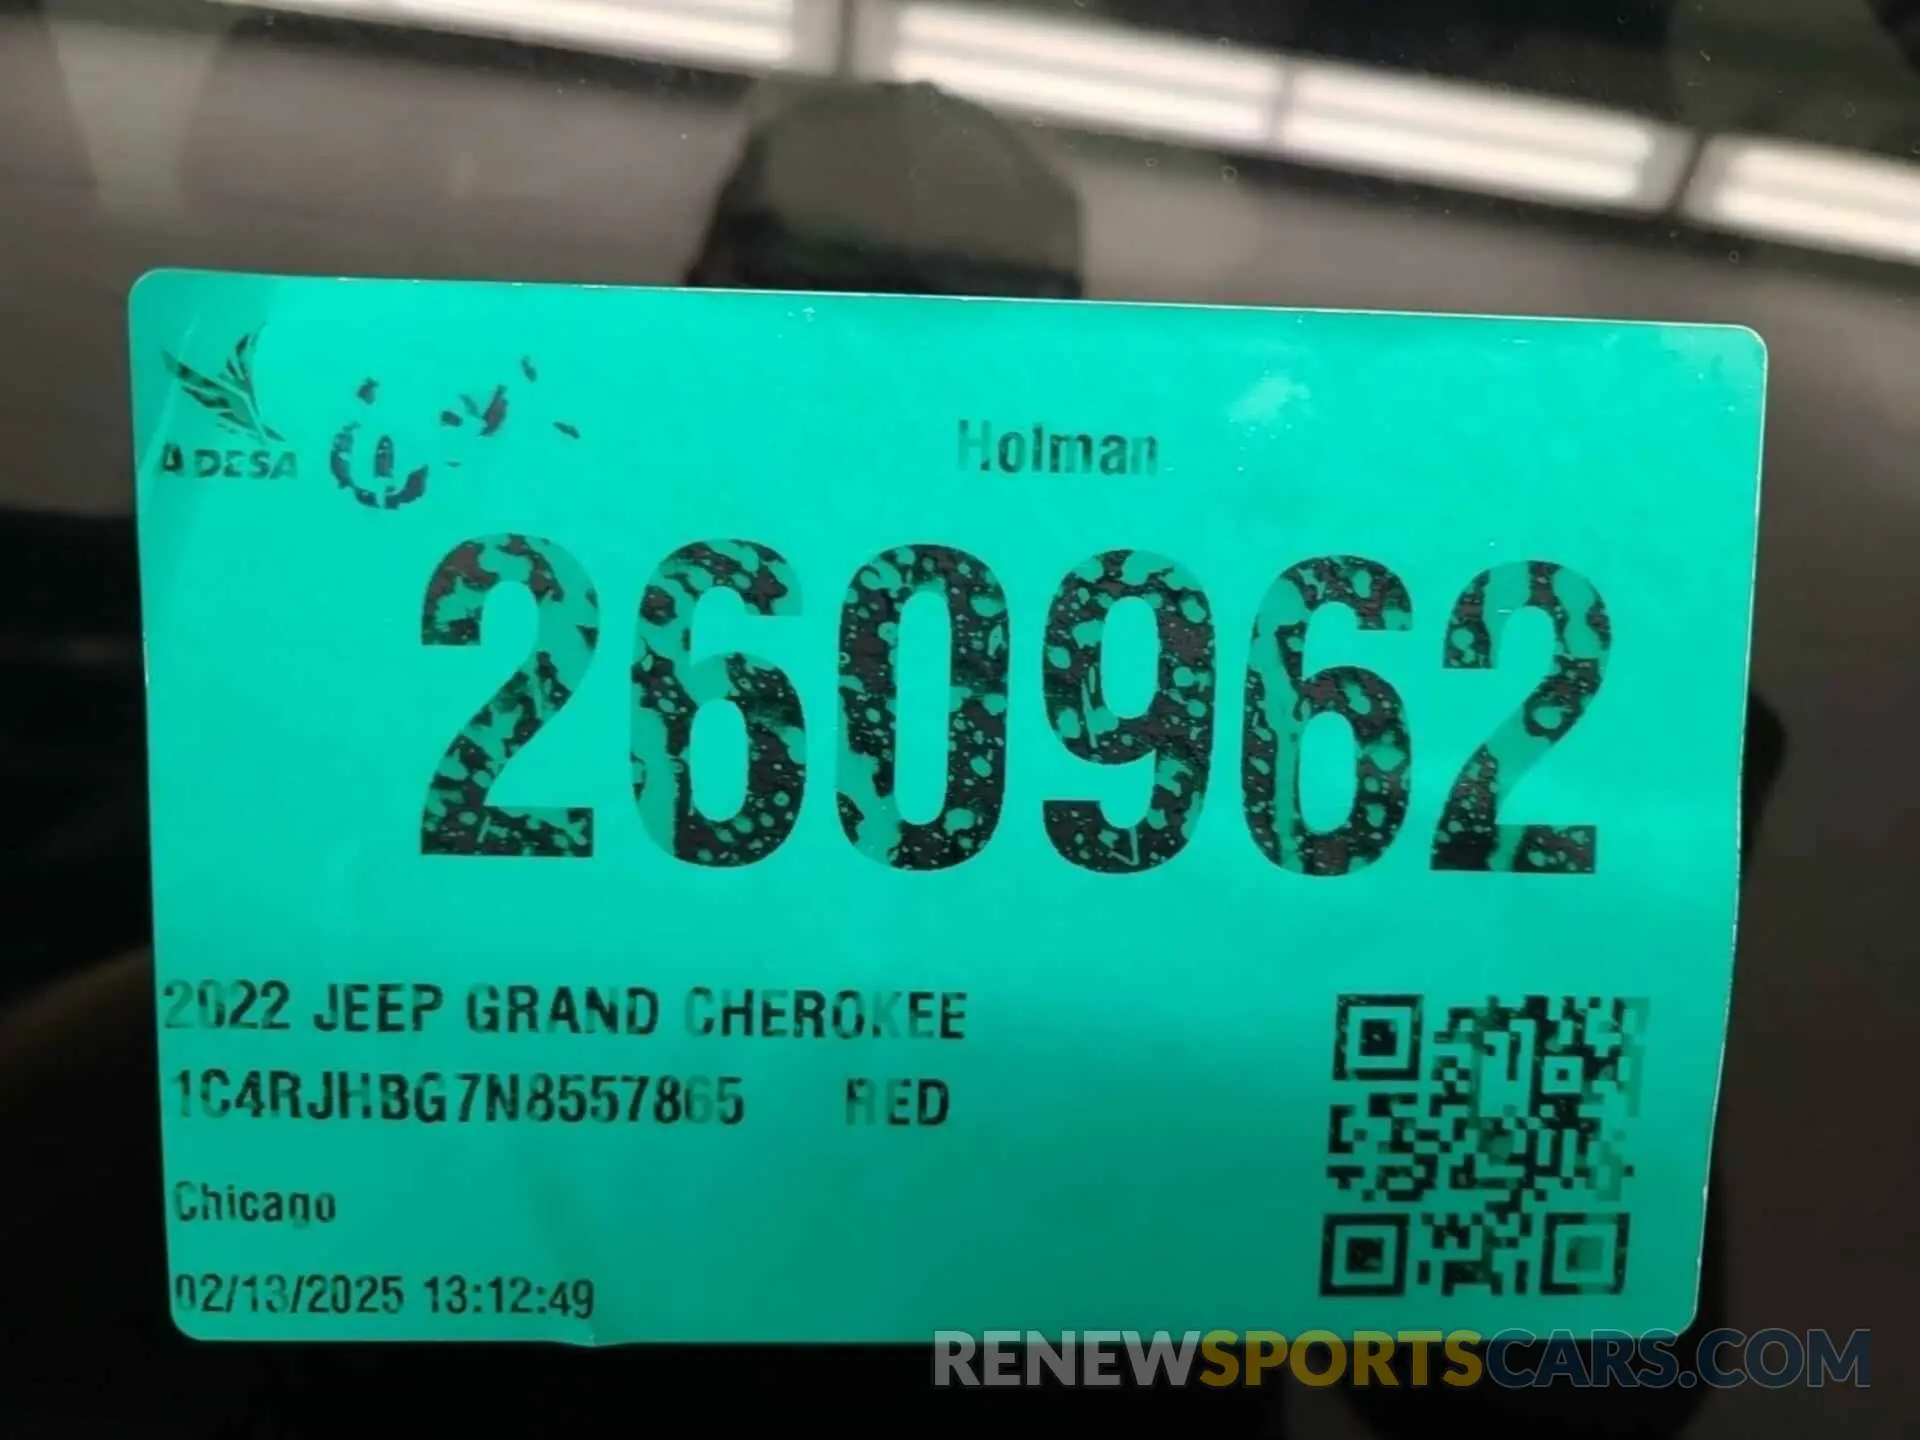 ADESA
Holman
260962
2022 JEEP GRAND CHEROKEE
1C4RJHBG7N8557865 RED
Chicago
02/13/2025 13:12:49
RENEWSPORTSCARS.COM